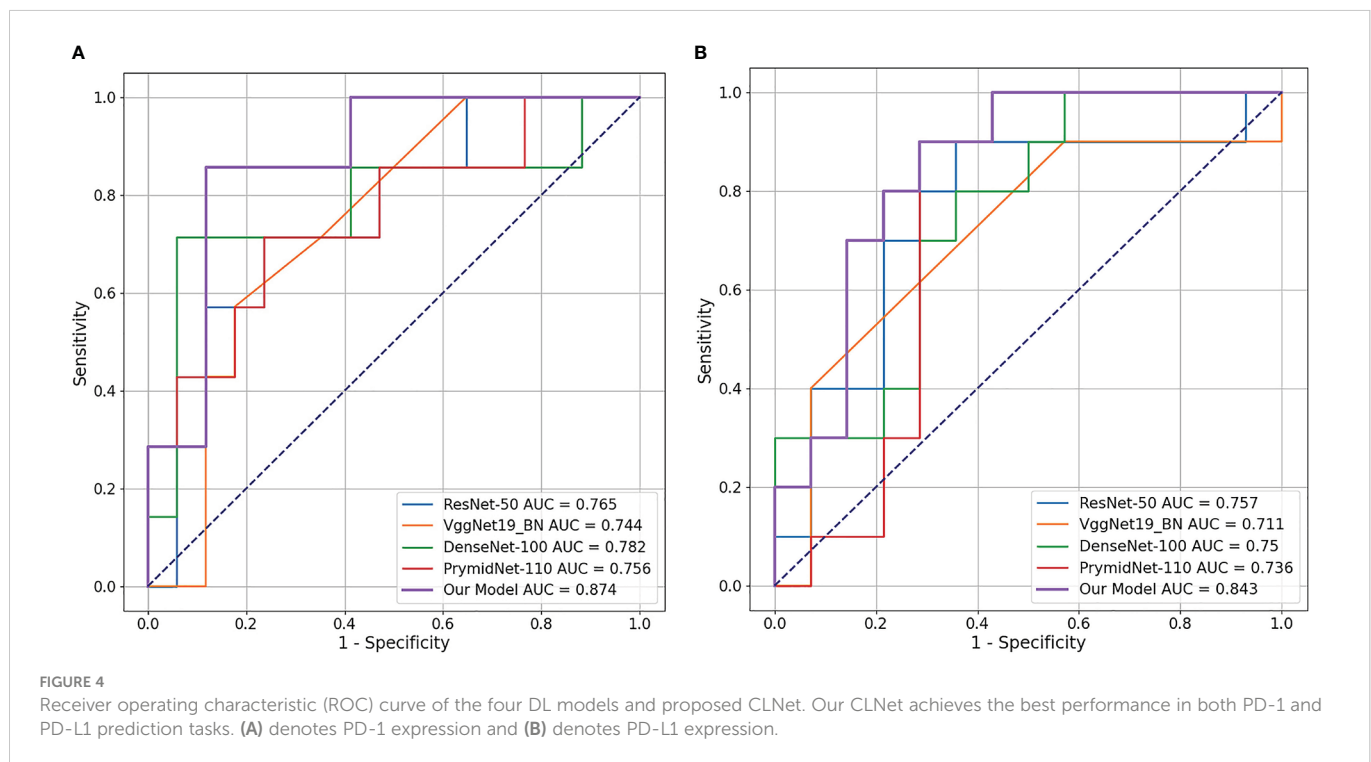 A
B
1.0
0.8
0.6
0.4
0.2
0.0
Sensitivity
0.0 0.2 0.4 0.6 0.8 1.0
1 - Specificity
ResNet-50 AUC = 0.765
VggNet19_BN AUC = 0.744
DenseNet-100 AUC = 0.782
PrymidNet-110 AUC = 0.756
Our Model AUC = 0.874
1.0
0.8
0.6
0.4
0.2
0.0
Sensitivity
0.0 0.2 0.4 0.6 0.8 1.0
1 - Specificity
ResNet-50 AUC = 0.757
VggNet19_BN AUC = 0.711
DenseNet-100 AUC = 0.75
PrymidNet-110 AUC = 0.736
Our Model AUC = 0.843
FIGURE 4
Receiver operating characteristic (ROC) curve of the four DL models and proposed CLNet. Our CLNet achieves the best performance in both PD-1 and
PD-L1 prediction tasks. (A) denotes PD-1 expression and (B) denotes PD-L1 expression.